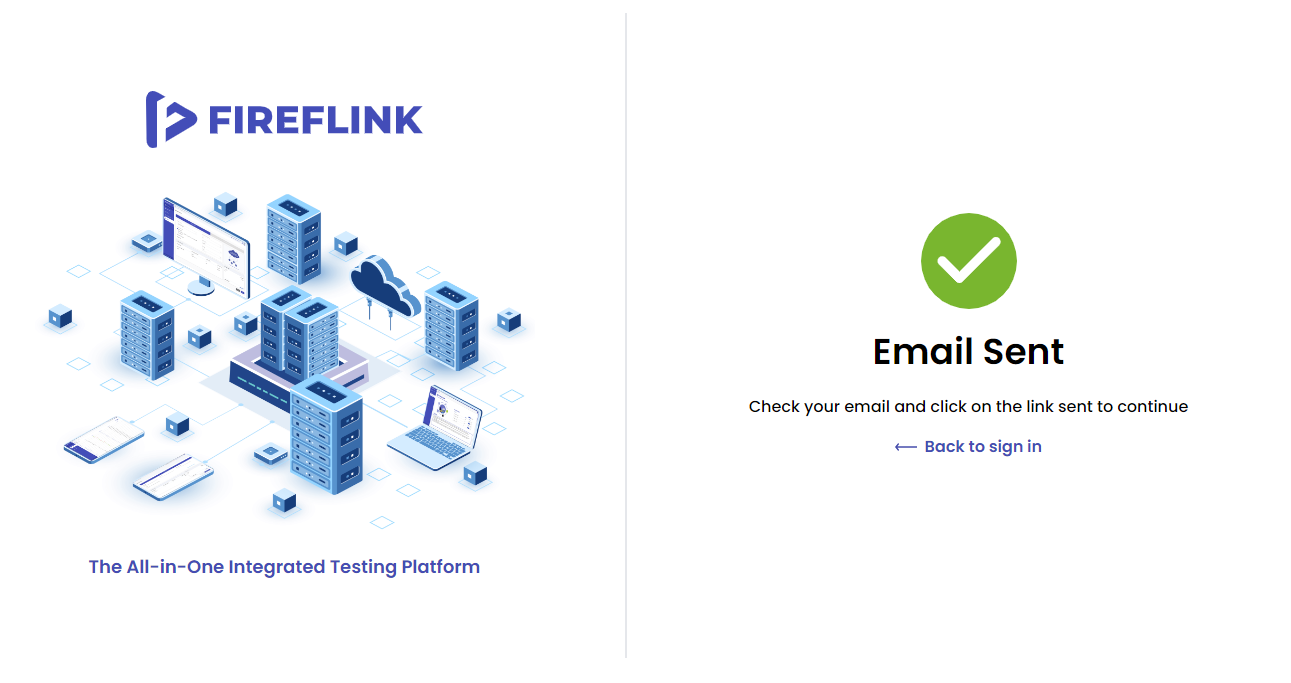 FIREFLINK
The All-in-One Integrated Testing Platform
Email Sent
Check your email and click on the link sent to continue
⟵ Back to sign in